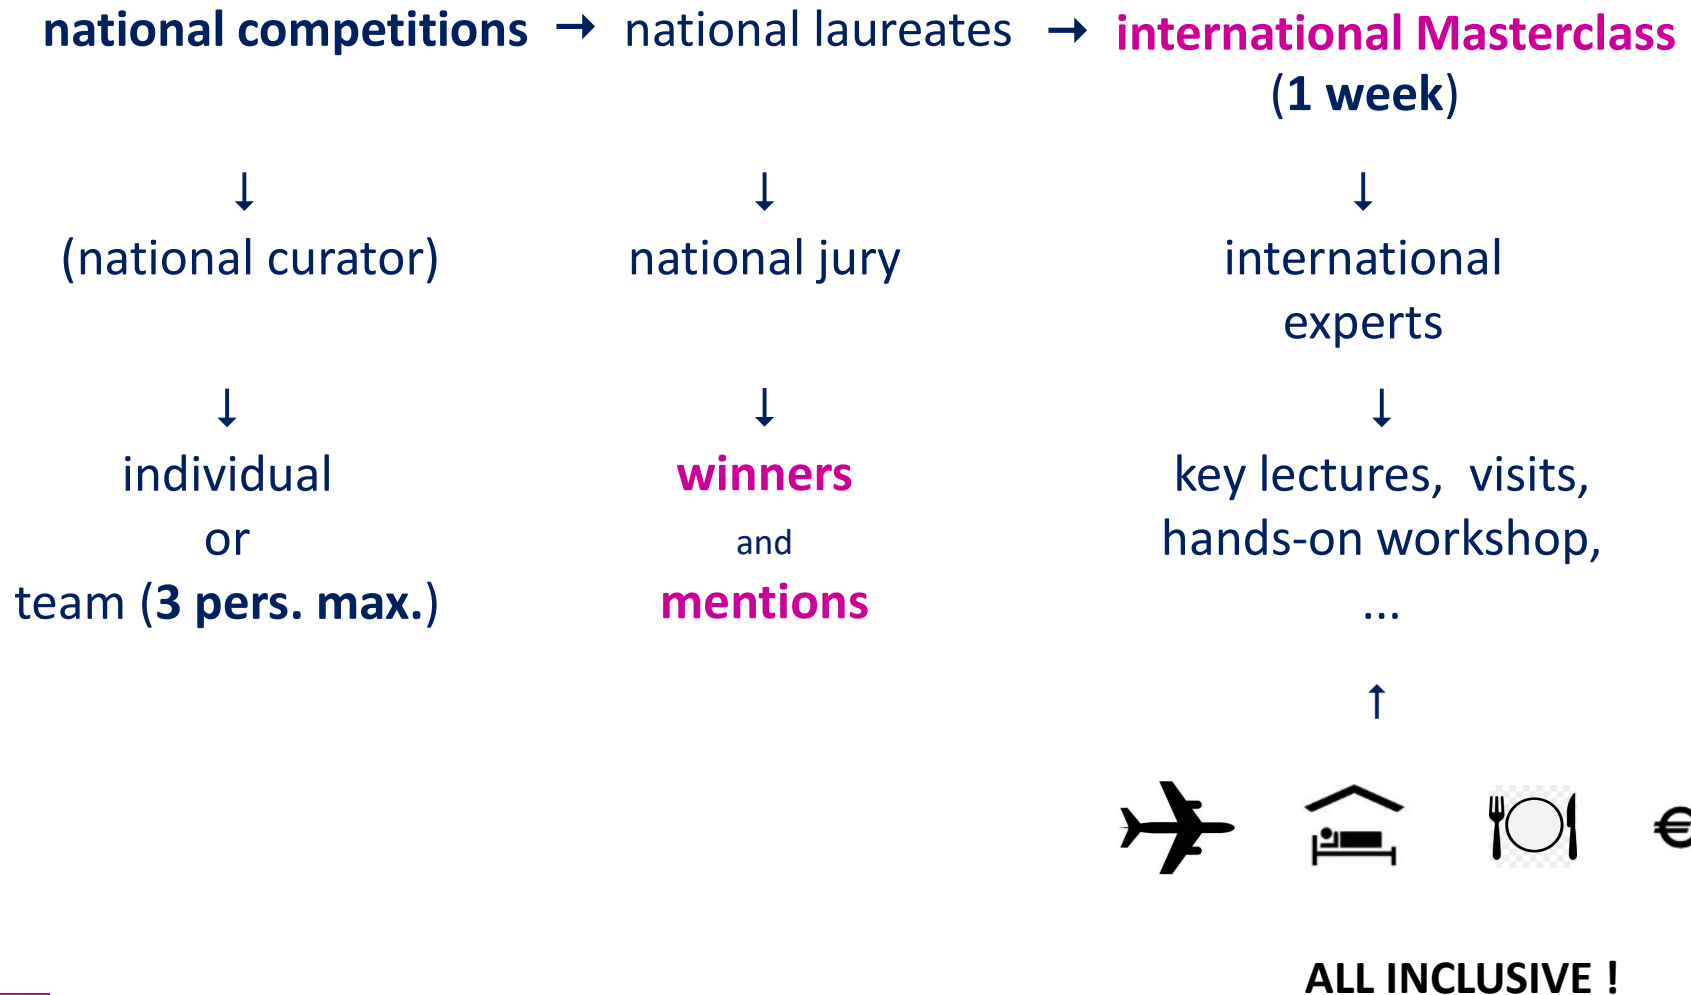 national competitions → national laureates → international Masterclass
(1 week)
↓ ↓ ↓
(national curator) national jury international
experts
↓ ↓ ↓
individual winners key lectures, visits,
or and hands-on workshop,
team (3 pers. max.) mentions ...
↑
€
ALL INCLUSIVE !